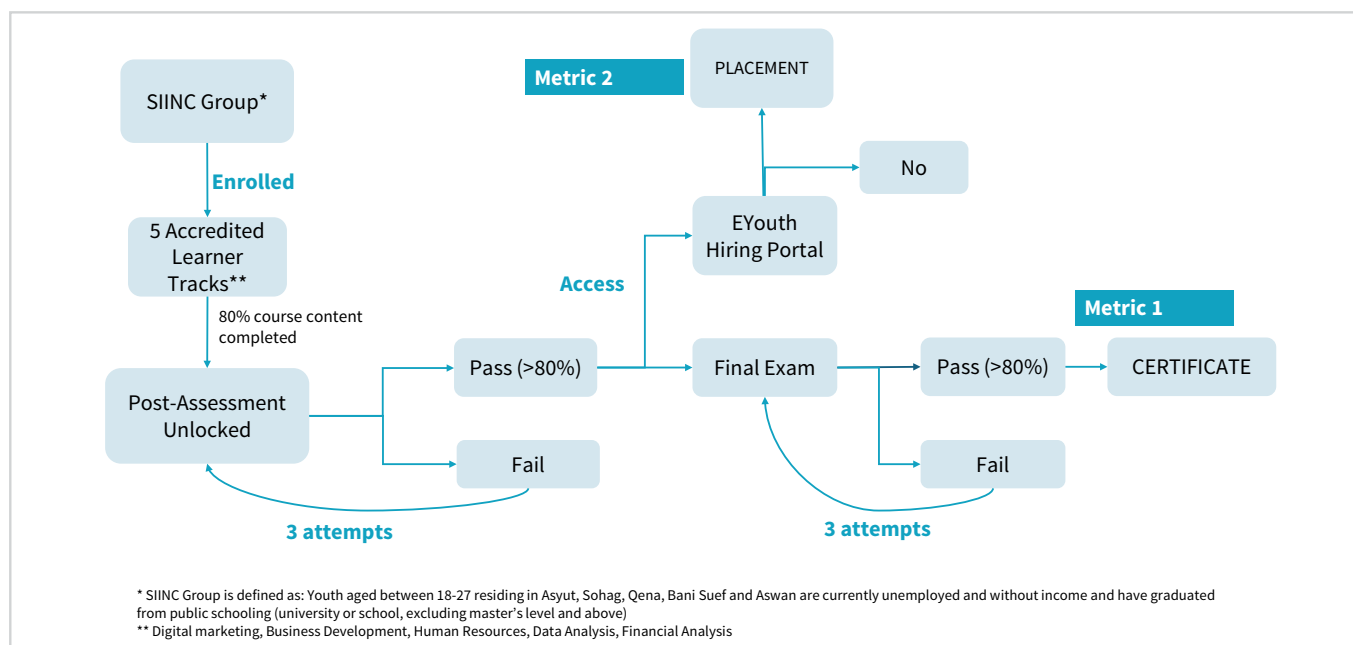 SIINC Group*
Enrolled
5 Accredited
Learner
Tracks**
80% course content
completed
Post-Assessment
Unlocked
Pass (>80%)
Fail
3 attempts
Access
Metric 2
PLACEMENT
No
EYouth
Hiring Portal
Final Exam
Metric 1
Pass (>80%)
CERTIFICATE
Fail
3 attempts
* SIINC Group is defined as: Youth aged between 18-27 residing in Asyut, Sohag, Qena, Bani Suef and Aswan are currently unemployed and without income and have graduated
from public schooling (university or school, excluding master’s level and above)
** Digital marketing, Business Development, Human Resources, Data Analysis, Financial Analysis